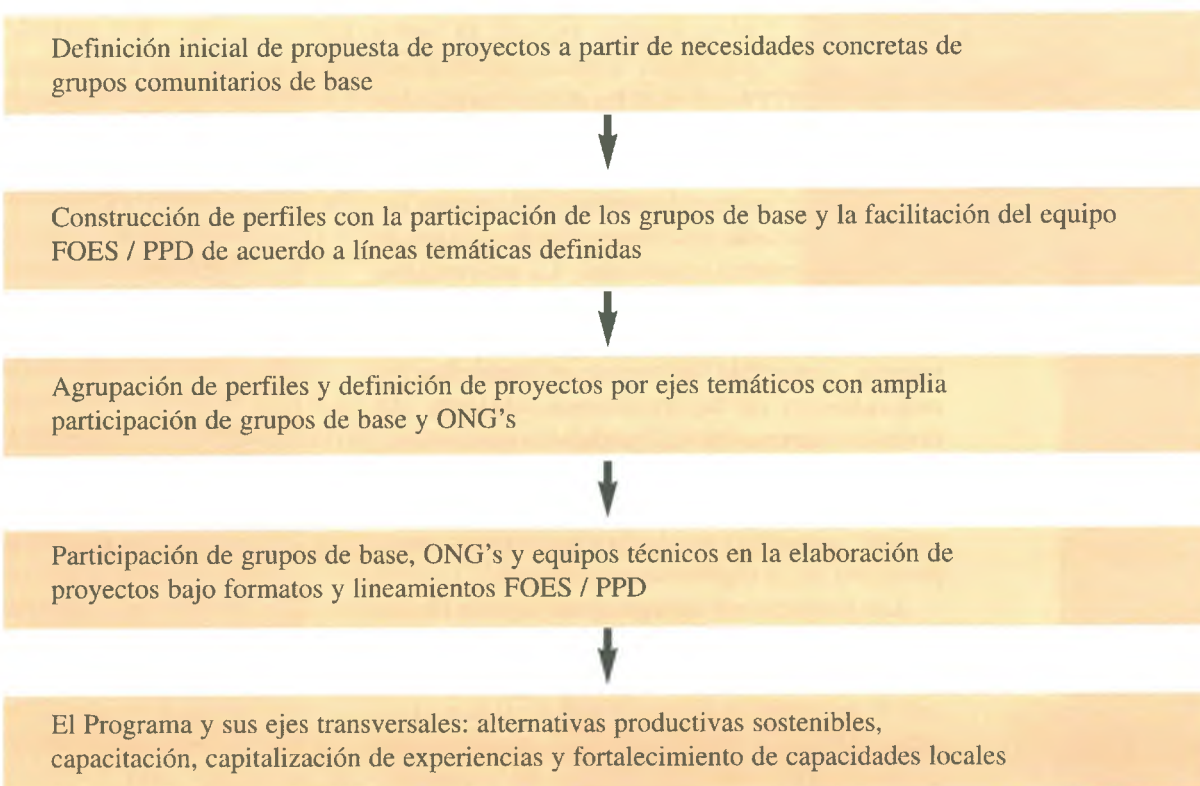 Definición inicial de propuesta de proyectos a partir de necesidades concretas de
grupos comunitarios de base
Construcción de perfiles con la participación de los grupos de base y la facilitación del equipo
FOES / PPD de acuerdo a líneas temáticas definidas
Agrupación de perfiles y definición de proyectos por ejes temáticos con amplia
participación de grupos de base y ONG's
Participación de grupos de base, ONG's y equipos técnicos en la elaboración de
proyectos bajo formatos y lineamientos FOES / PPD
El Programa y sus ejes transversales: alternativas productivas sostenibles,
capacitación, capitalización de experiencias y fortalecimiento de capacidades locales